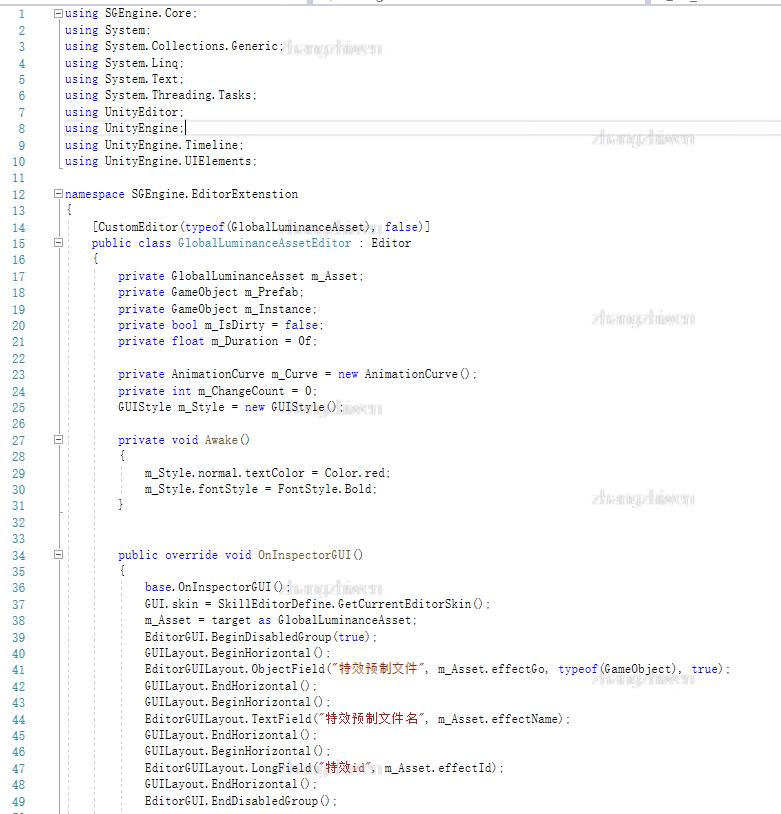 1 using SGEngine.Core;
2 using System;
3 using System.Collections.Generic;
4 using System.Linq;
5 using System.Text;
6 using System.Threading.Tasks;
7 using UnityEditor;
8 using UnityEngine;
9 using UnityEngine.Timeline;
10 using UnityEngine.UIElements;
11
12 namespace SGEngine.EditorExtenstion
13 {
14 [CustomEditor(typeof(GlobalLuminanceAsset), false)]
15 public class GlobalLuminanceAssetEditor : Editor
16 {
17 private GlobalLuminanceAsset m_Asset;
18 private GameObject m_Prefab;
19 private GameObject m_Instance;
20 private bool m_IsDirty = false;
21 private float m_Duration = 0f;
22
23 private AnimationCurve m_Curve = new AnimationCurve();
24 private int m_ChangeCount = 0;
25 GUIStyle m_Style = new GUIStyle();
26
27 private void Awake()
28 {
29 m_Style.normal.textColor = Color.red;
30 m_Style.fontStyle = FontStyle.Bold;
31 }
32
33
34 public override void OnInspectorGUI()
35 {
36 base.OnInspectorGUI();
37 GUI.skin = SkillEditorDefine.GetCurrentEditorSkin();
38 m_Asset = target as GlobalLuminanceAsset;
39 EditorGUI.BeginDisabledGroup(true);
40 GUILayout.BeginHorizontal();
41 EditorGUILayout.ObjectField("特效预制文件", m_Asset.effectGo, typeof(GameObject), true);
42 GUILayout.EndHorizontal();
43 GUILayout.BeginHorizontal();
44 EditorGUILayout.TextField("特效预制文件名", m_Asset.effectName);
45 GUILayout.EndHorizontal();
46 GUILayout.BeginHorizontal();
47 EditorGUILayout.LongField("特效id", m_Asset.effectId);
48 GUILayout.EndHorizontal();
49 EditorGUI.EndDisabledGroup();